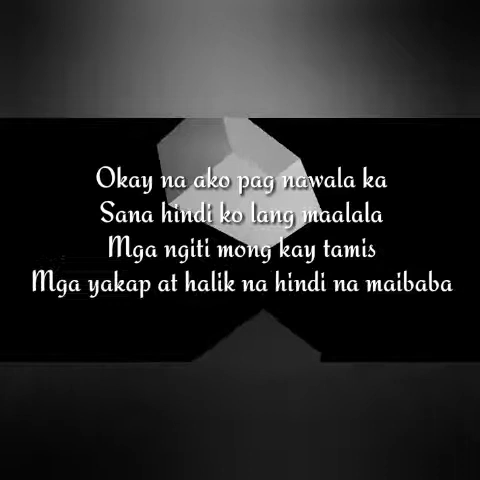 Okay na ako pag nawala ka
Sana hindi ko lang maalala
Mga ngiti mong kay tamis
Mga yakap at halik na hindi na maibaba